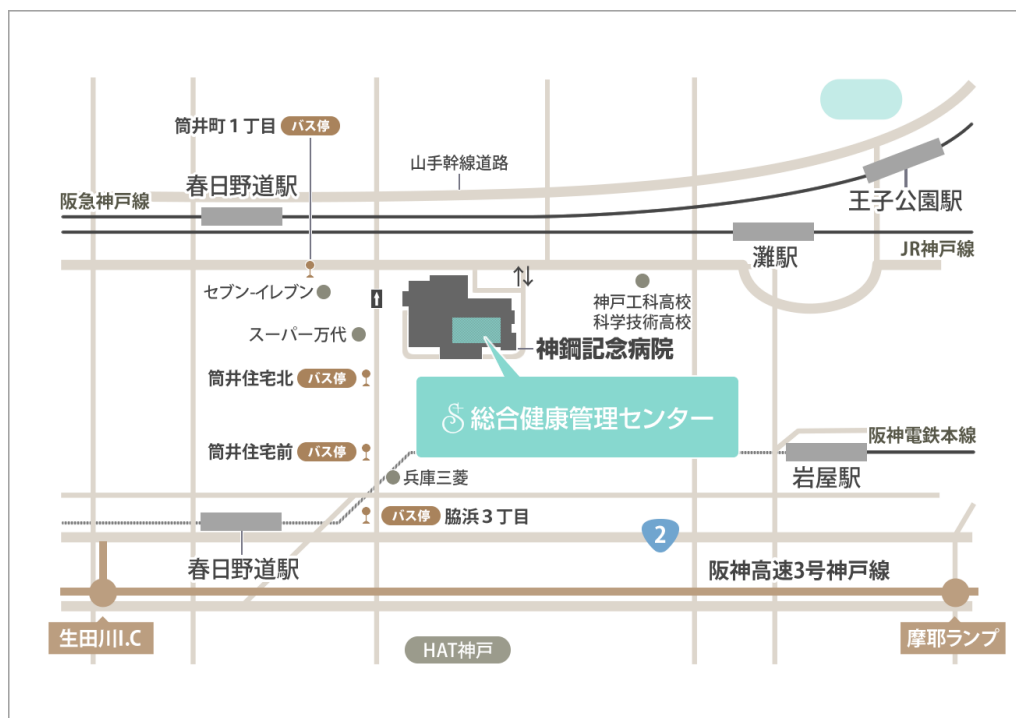 筒井町１丁目 バス停
山手幹線道路
春日野道駅
阪急神戸線
王子公園駅
灘駅
JR神戸線
セブン-イレブン
神戸工科高校
科学技術高校
スーパー万代
神鋼記念病院
筒井住宅北 バス停
S 総合健康管理センター
阪神電鉄本線
筒井住宅前 バス停
兵庫三菱
岩屋駅
バス停 脇浜３丁目
2
春日野道駅
阪神高速3号神戸線
生田川I.C
摩耶ランプ
HAT神戸